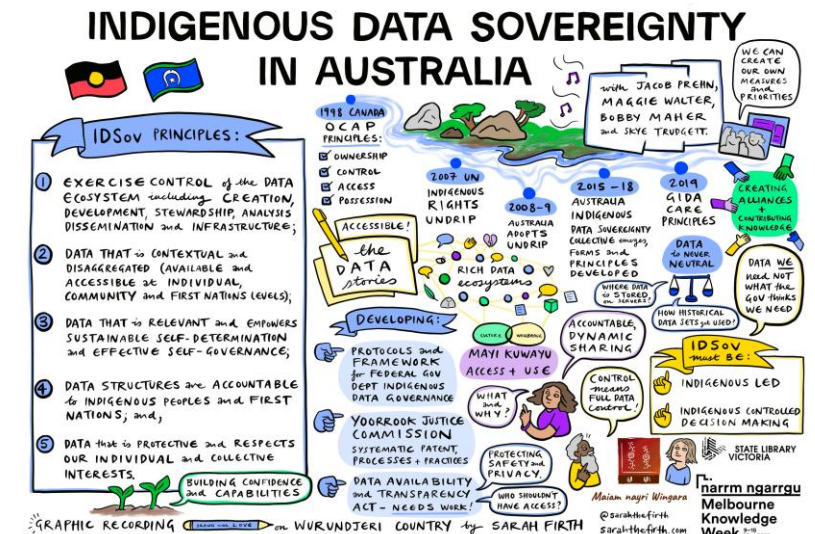 INDIGENOUS DATA SOVEREIGNTY
IN AUSTRALIA
with JACOB PREHN,
MAGGIE WALTER,
BOBBY MAHER
and SKYE TRUDGETT.
WE CAN
CREATE
OUR OWN
MEASURES
and
PRIORITIES
IDSov PRINCIPLES:
1 EXERCISE CONTROL of the DATA
ECOSYSTEM including CREATION,
DEVELOPMENT, STEWARDSHIP, ANALYSIS
DISSEMINATION and INFRASTRUCTURE;
2 DATA THAT is CONTEXTUAL and
DISAGGREGATED (AVAILABLE and
ACCESSIBLE at INDIVIDUAL,
COMMUNITY and FIRST NATIONS LEVELS);
3 DATA THAT is RELEVANT and EMPOWERS
SUSTAINABLE SELF-DETERMINATION
and EFFECTIVE SELF-GOVERNANCE;
4 DATA STRUCTURES are ACCOUNTABLE
to INDIGENOUS PEOPLES and FIRST
NATIONS; and,
5 DATA that is PROTECTIVE and RESPECTS
OUR INDIVIDUAL and COLLECTIVE
INTERESTS.
BUILDING CONFIDENCE
and CAPABILITIES
1998 CANADA
OCAP
PRINCIPLES:
OWNERSHIP
CONTROL
ACCESS
POSSESSION
2007 UN
INDIGENOUS
RIGHTS
UNDRIP
2008-9
AUSTRALIA
ADOPTS
UNDRIP
2015-18
AUSTRALIA
INDIGENOUS
DATA SOVEREIGNTY
COLLECTIVE emerges,
FORMS and
PRINCIPLES
DEVELOPED
2019
GIDA
CARE
PRINCIPLES
CREATING
ALLIANCES
+
CONTRIBUTING
KNOWLEDGE
ACCESSIBLE!
the
DATA
stories
RICH DATA
ecosystems
DATA
is NEVER
NEUTRAL
WHERE DATA
is STORED,
on SERVERS?
HOW HISTORICAL
DATA SETS get USED?
DATA WE
need NOT
WHAT the
GOV thinks
WE NEED
DEVELOPING:
PROTOCOLS and
FRAMEWORK
for FEDERAL GOV
DEPT INDIGENOUS
DATA GOVERNANCE
YOORROOK JUSTICE
COMMISSION
SYSTEMATIC PATENT,
PROCESSES + PRACTICES
DATA AVAILABILITY
and TRANSPARENCY
ACT - NEEDS WORK!
CULTURE
MAYI KUWAYU
ACCESS + USE
ACCOUNTABLE,
DYNAMIC
SHARING
WHAT
and
WHY?
CONTROL
means
FULL DATA
Control!
PROTECTING,
SAFETY and
PRIVACY.
WHO SHOULDN'T
HAVE ACCESS?
IDSov
must BE:
INDIGENOUS LED
INDIGENOUS CONTROLLED
DECISION MAKING
Maiam nayri Wingara
STATE LIBRARY
VICTORIA
@sarahthefirth
sarahthefirth.com
narrm ngarrgu
Melbourne
Knowledge
Week
GRAPHIC RECORDING on WURUNDJERI COUNTRY by SARAH FIRTH